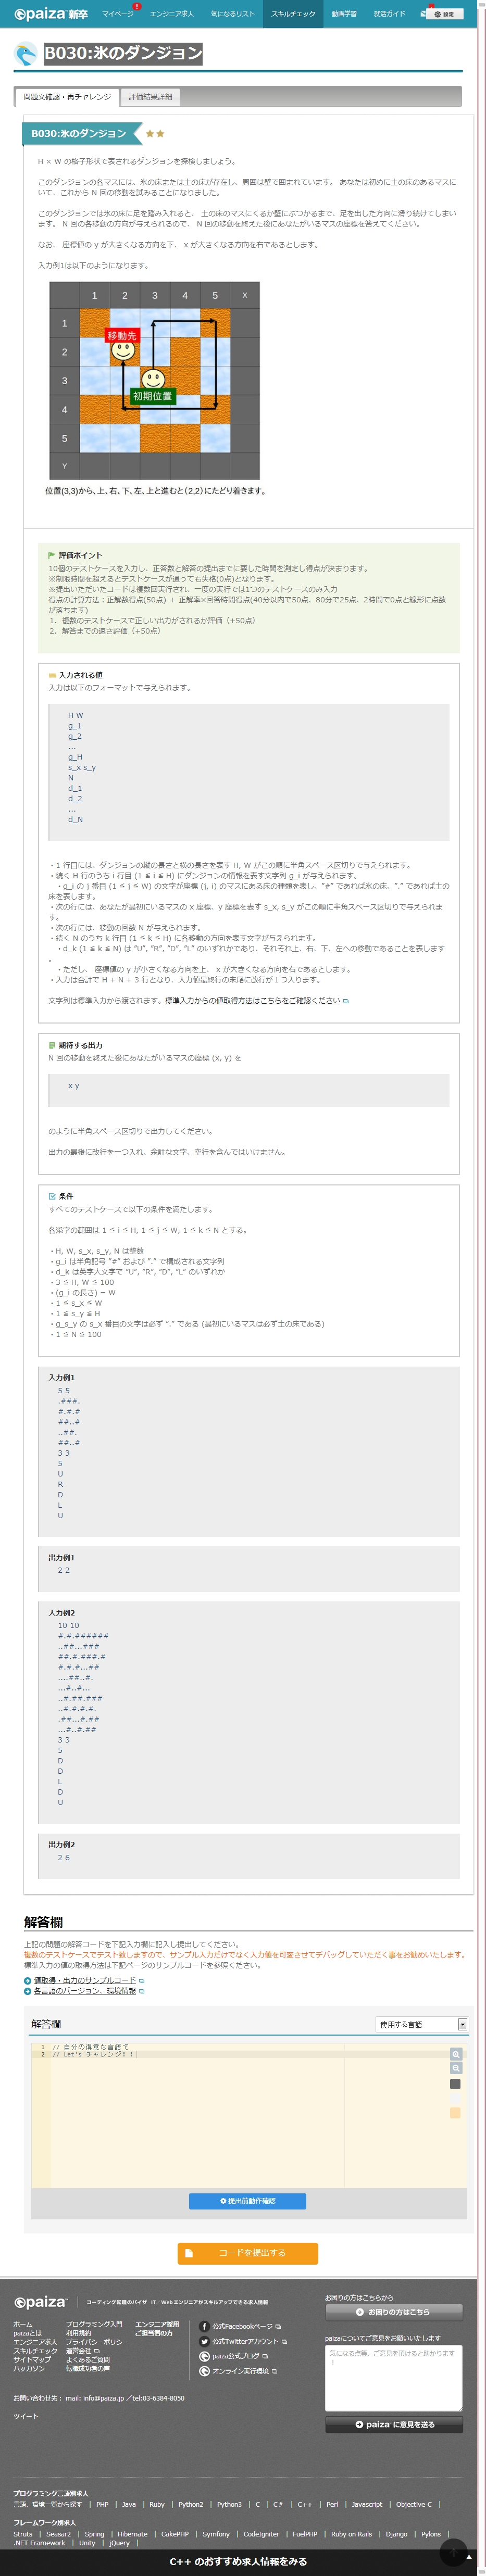 paiza 新卒
マイページ
エンジニア求人
気になるリスト
スキルチェック
動画学習
就活ガイド
設定
B030:氷のダンジョン
問題文確認・再チャレンジ
評価結果詳細
B030:氷のダンジョン
H × W の格子形状で表されるダンジョンを探検しましょう。
このダンジョンの各マスには、氷の床または土の床が存在し、周囲は壁で囲まれています。 あなたは初めに土の床のあるマスに
いて、これから N 回の移動を試みることになりました。
このダンジョンでは氷の床に足を踏み入れると、 土の床のマスにくるか壁にぶつかるまで、足を出した方向に滑り続けてしまい
ます。 N 回の各移動の方向が与えられるので、 N 回の移動を終えた後にあなたがいるマスの座標を答えてください。
なお、 座標値の y が大きくなる方向を下、 x が大きくなる方向を右であるとします。
入力例1は以下のようになります。
1 2 3 4 5 X
1
2
移動先
3
初期位置
4
5
Y
位置(3,3)から、上、右、下、左、上と進むと(2,2)にたどり着きます。
評価ポイント
10個のテストケースを入力し、正答数と解答の提出までに要した時間を測定し得点が決まります。
※制限時間を超えるとテストケースが通っても失格(0点)となります。
※提出いただいたコードは複数回実行され、一度の実行では1つのテストケースのみ入力
得点の計算方法：正解数得点(50点) ＋ 正解率×回答時間得点(40分以内で50点、80分で25点、2時間で0点と線形に点数
が落ちます)
1．複数のテストケースで正しい出力がされるか評価（+50点）
2．解答までの速さ評価（+50点）
入力される値
入力は以下のフォーマットで与えられます。
H W
g_1
g_2
...
g_H
s_x s_y
N
d_1
d_2
...
d_N
・1 行目には、ダンジョンの縦の長さと横の長さを表す H, W がこの順に半角スペース区切りで与えられます。
・続く H 行のうち i 行目 (1 ≤ i ≤ H) にダンジョンの情報を表す文字列 g_i が与えられます。
・g_i の j 番目 (1 ≤ j ≤ W) の文字が座標 (j, i) のマスにある床の種類を表し、"#" であれば氷の床、"." であれば土の
床を表します。
・次の行には、あなたが最初にいるマスの x 座標、y 座標を表す s_x, s_y がこの順に半角スペース区切りで与えられま
す。
・次の行には、移動の回数 N が与えられます。
・続く N のうち k 行目 (1 ≤ k ≤ H) に各移動の方向を表す文字が与えられます。
・d_k (1 ≤ k ≤ N) は "U", "R", "D", "L" のいずれかであり、それぞれ上、右、下、左への移動であることを表します
。
・ただし、 座標値の y が小さくなる方向を上、 x が大きくなる方向を右であるとします。
・入力は合計で H + N + 3 行となり、入力値最終行の末尾に改行が１つ入ります。
文字列は標準入力から渡されます。標準入力からの値取得方法はこちらをご確認ください
期待する出力
N 回の移動を終えた後にあなたがいるマスの座標 (x, y) を
x y
のように半角スペース区切りで出力してください。
出力の最後に改行を一つ入れ、余計な文字、空行を含んではいけません。
条件
すべてのテストケースで以下の条件を満たします。
各添字の範囲は 1 ≤ i ≤ H, 1 ≤ j ≤ W, 1 ≤ k ≤ N とする。
・H, W, s_x, s_y, N は整数
・g_i は半角記号 "#" および "." で構成される文字列
・d_k は英字大文字で "U", "R", "D", "L" のいずれか
・3 ≤ H, W ≤ 100
・(g_i の長さ) = W
・1 ≤ s_x ≤ W
・1 ≤ s_y ≤ H
・g_s_y の s_x 番目の文字は必ず "." である (最初にいるマスは必ず土の床である)
・1 ≤ N ≤ 100
入力例1
5 5
.###.
#.#.#
##..#
..##.
##..#
3 3
5
U
R
D
L
U
出力例1
2 2
入力例2
10 10
#.#.######
..##...###
##.#.###.#
#.#.#...##
....##..#.
...#..#...
..#.##.###
..#.#.#.#.
.##...#.##
...#..#.##
3 3
5
D
D
L
D
U
出力例2
2 6
解答欄
上記の問題の解答コードを下記入力欄に記入し提出してください。
複数のテストケースでテスト致しますので、サンプル入力だけでなく入力値を可変させてデバッグしていただく事をお勧めいたします。
標準入力の値の取得方法は下記ページのサンプルコードを参照ください。
値取得・出力のサンプルコード
各言語のバージョン、環境情報
解答欄
使用する言語
1 // 自分の得意な言語で
2 // Let's チャレンジ！！
提出前動作確認
コードを提出する
paiza
コーディング転職のパイザ IT/Webエンジニアがスキルアップできる求人情報
ホーム
paizaとは
エンジニア求人
スキルチェック
サイトマップ
ハッカソン
プログラミング入門
利用規約
プライバシーポリシー
運営会社
よくあるご質問
転職成功者の声
エンジニア採用
ご担当者の方
公式Facebookページ
公式Twitterアカウント
paiza公式ブログ
オンライン実行環境
お困りの方はこちらから
お困りの方はこちら
paizaについてご意見をお願いいたします
気になる点等、ご意見を頂けると助かります
！
paiza に意見を送る
お問い合わせ先： mail: info@paiza.jp ／tel:03-6384-8050
ツイート
プログラミング言語別求人
言語、環境一覧から探す | PHP | Java | Ruby | Python2 | Python3 | C | C# | C++ | Perl | Javascript | Objective-C |
フレームワーク別求人
Struts | Seasar2 | Spring | Hibernate | CakePHP | Symfony | CodeIgniter | FuelPHP | Ruby on Rails | Django | Pylons |
.NET Framework | Unity | jQuery |
C++ のおすすめ求人情報をみる